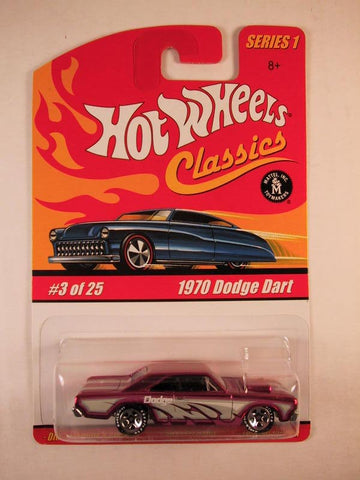 SERIES 1
8+
HOT WHEELS
Classics
MATTEL, INC.
M
TOYMAKERS
#3 of 25
1970 Dodge Dart
Dodge